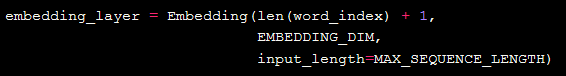 embedding_layer = Embedding(len(word_index) + 1,
EMBEDDING_DIM,
input_length=MAX_SEQUENCE_LENGTH)